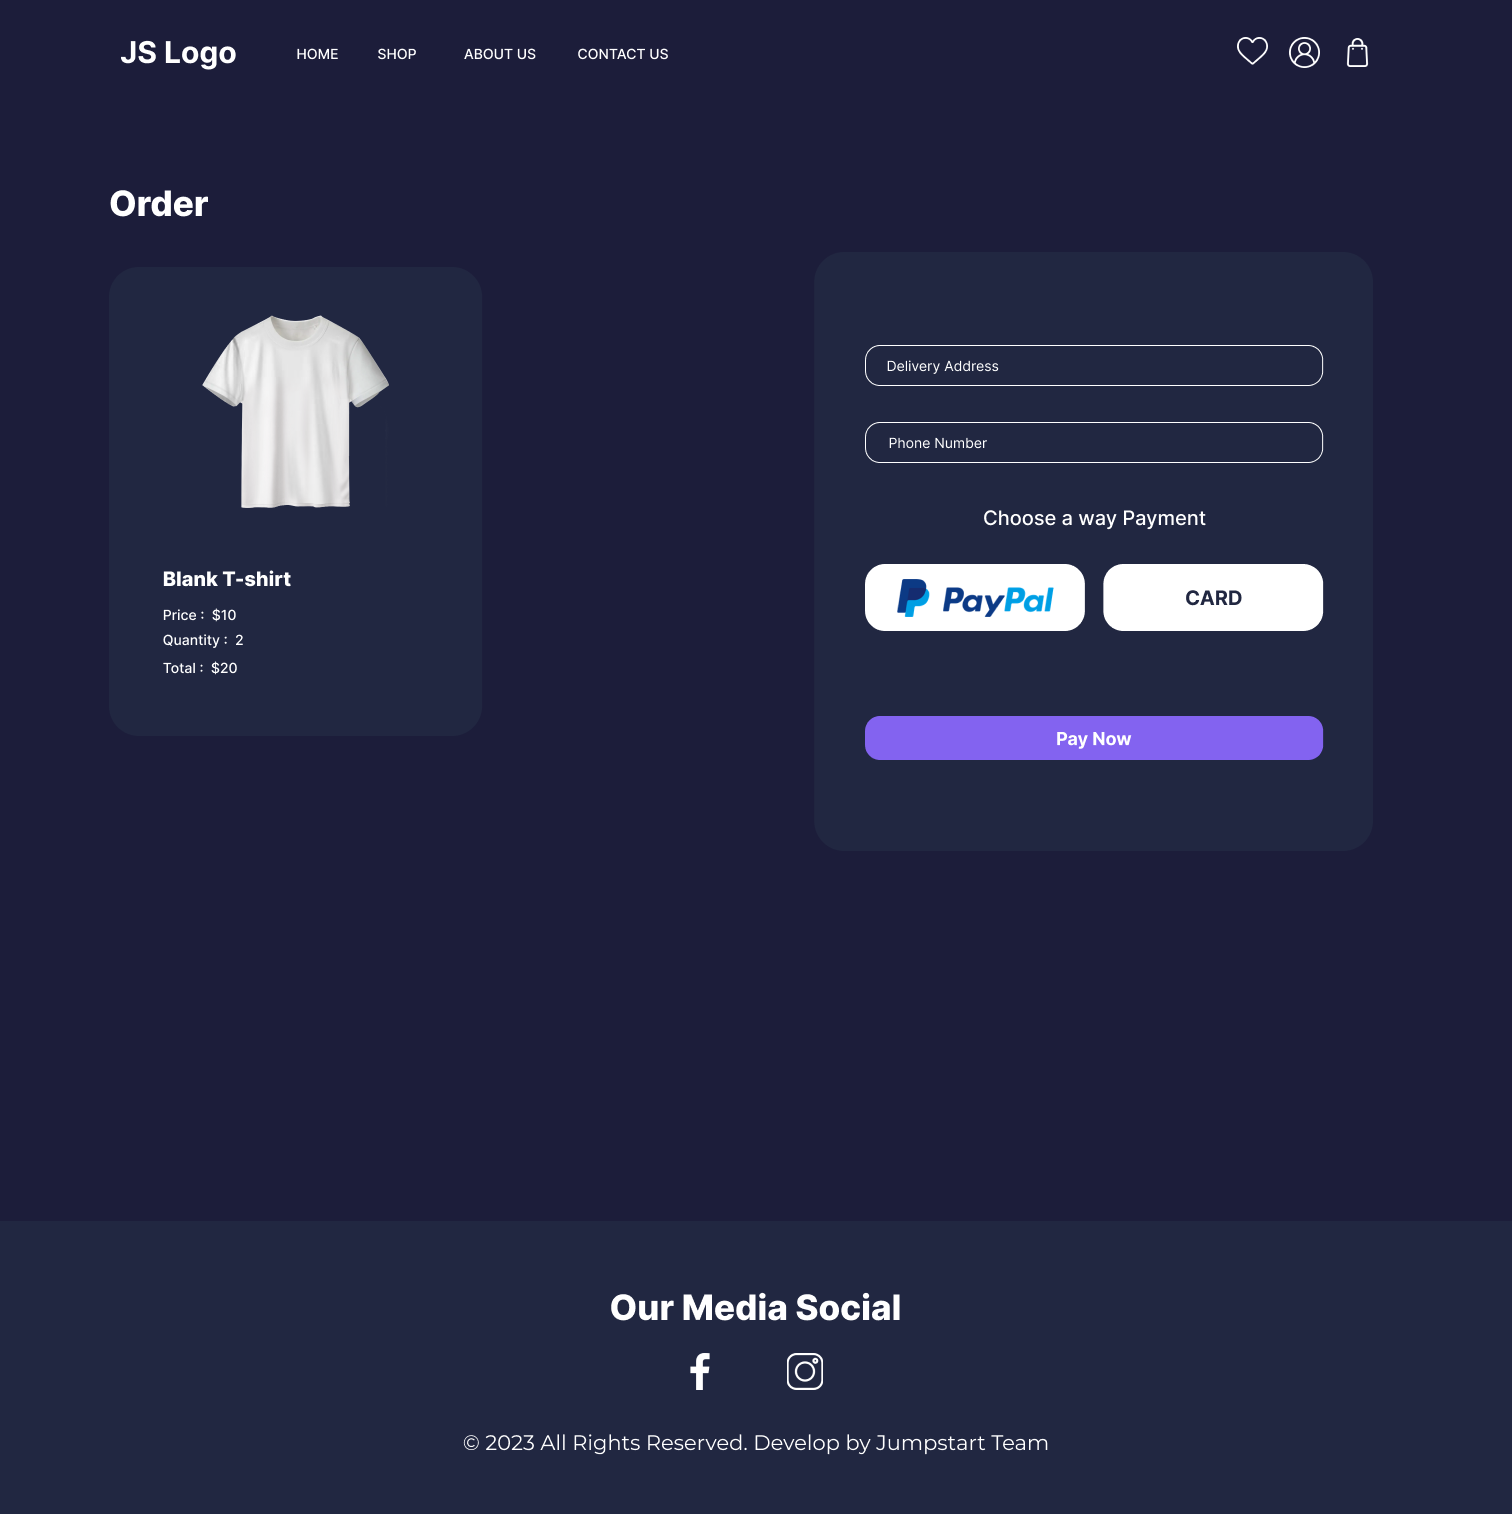 JS Logo
HOME
SHOP
ABOUT US
CONTACT US
Order
Blank T-shirt
Price : $10
Quantity : 2
Total : $20
Delivery Address
Phone Number
Choose a way Payment
PayPal
CARD
Pay Now
Our Media Social
© 2023 All Rights Reserved. Develop by Jumpstart Team